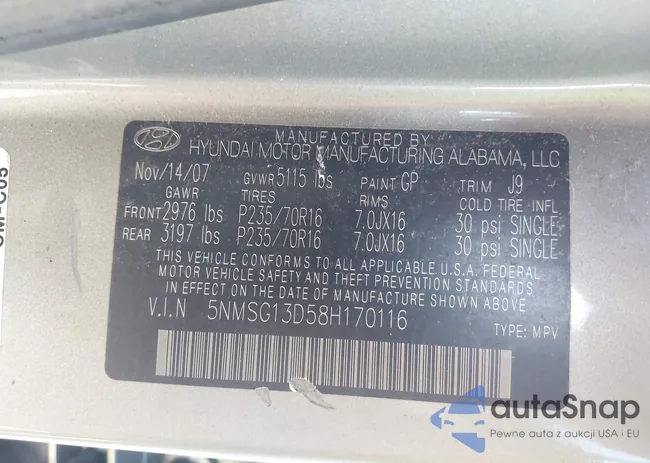 MANUFACTURED BY
HYUNDAI MOTOR MANUFACTURING ALABAMA, LLC
Nov/14/07 GVWR 5115 lbs PAINT GP TRIM J9
GAWR TIRES RIMS COLD TIRE INFL
FRONT 2976 lbs P235/70R16 7.0JX16 30 psi SINGLE
REAR 3197 lbs P235/70R16 7.0JX16 30 psi SINGLE
THIS VEHICLE CONFORMS TO ALL APPLICABLE U.S.A. FEDERAL
MOTOR VEHICLE SAFETY AND THEFT PREVENTION STANDARDS
IN EFFECT ON THE DATE OF MANUFACTURE SHOWN ABOVE.
V.I.N 5NMSG13D58H170116
TYPE: MPV
autoSnap
Pewne auta z aukcji USA i EU